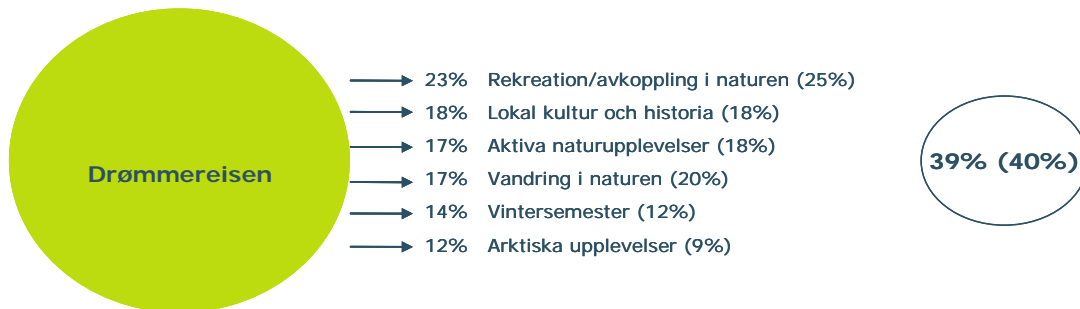 Drømmereisen
23% Rekreation/avkoppling i naturen (25%)
18% Lokal kultur och historia (18%)
17% Aktiva naturupplevelser (18%)
17% Vandring i naturen (20%)
14% Vintersemester (12%)
12% Arktiska upplevelser (9%)
39% (40%)